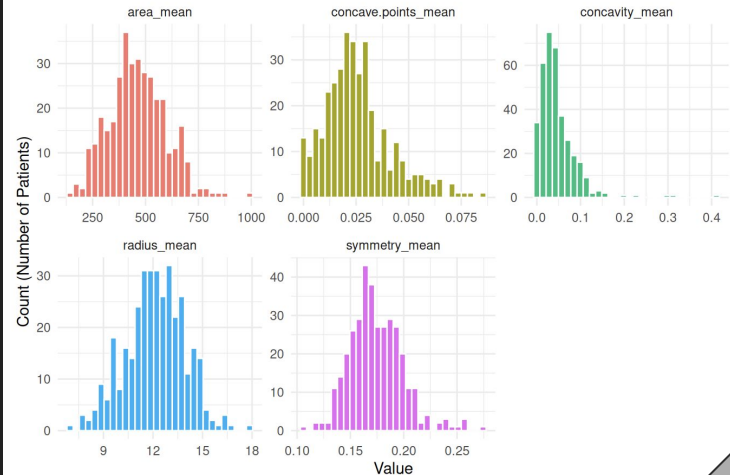 area_mean
concave.points_mean
concavity_mean
30
20
10
0
250 500 750 1000
30
20
10
0
0.000 0.025 0.050 0.075
60
40
20
0
0.0 0.1 0.2 0.3 0.4
Count (Number of Patients)
radius_mean
symmetry_mean
30
20
10
0
9 12 15 18
40
30
20
10
0
0.10 0.15 0.20 0.25
Value